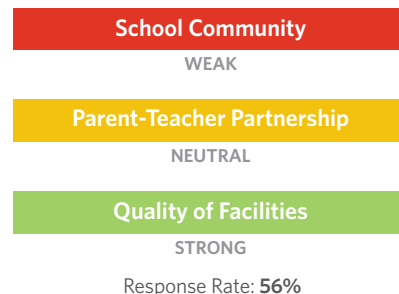 School Community
WEAK
Parent-Teacher Partnership
NEUTRAL
Quality of Facilities
STRONG
Response Rate: 56%